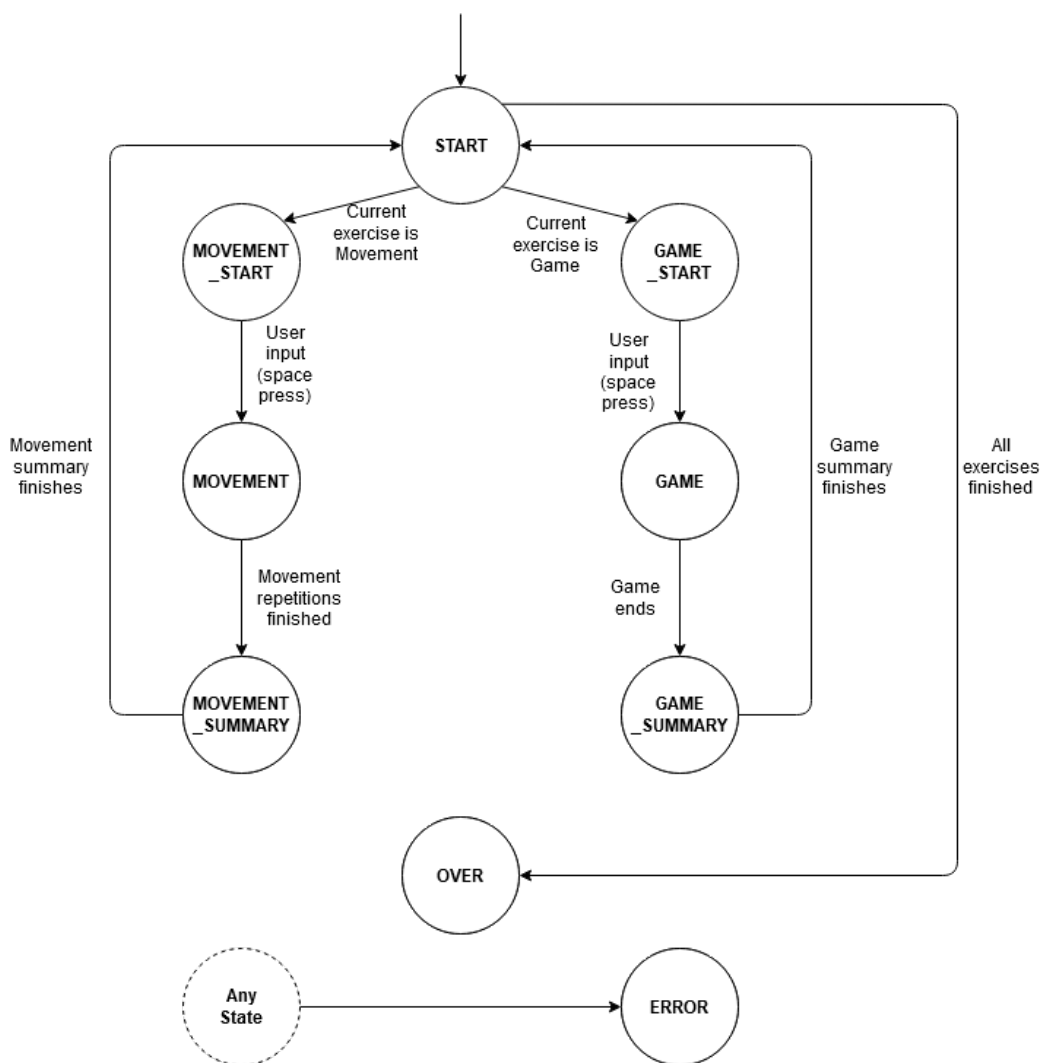 START
Current
exercise is
Movement
Current
exercise is
Game
MOVEMENT
_START
GAME
_START
User
input
(space
press)
User
input
(space
press)
Movement
summary
finishes
MOVEMENT
GAME
Game
summary
finishes
All
exercises
finished
Movement
repetitions
finished
Game
ends
MOVEMENT
_SUMMARY
GAME
_SUMMARY
OVER
Any
State
ERROR